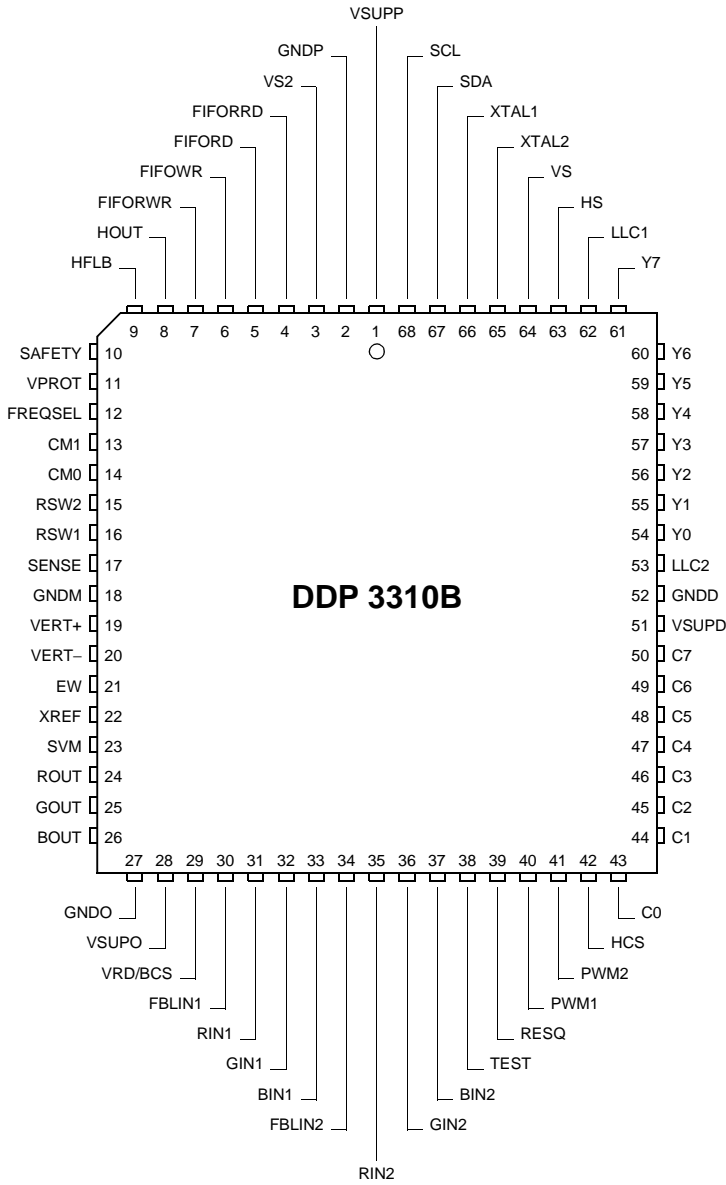 VSUPP
GNDP SCL
VS2 SDA
FIFORRD XTAL1
FIFORD XTAL2
FIFOWR VS
FIFORWR HS
HOUT LLC1
HFLB Y7
9 8 7 6 5 4 3 2 1 68 67 66 65 64 63 62 61
SAFETY 10 60 Y6
VPROT 11 59 Y5
FREQSEL 12 58 Y4
CM1 13 57 Y3
CM0 14 56 Y2
RSW2 15 55 Y1
RSW1 16 54 Y0
SENSE 17 53 LLC2
GNDM 18 52 GNDD
DDP 3310B
VERT+ 19 51 VSUPD
VERT− 20 50 C7
EW 21 49 C6
XREF 22 48 C5
SVM 23 47 C4
ROUT 24 46 C3
GOUT 25 45 C2
BOUT 26 44 C1
27 28 29 30 31 32 33 34 35 36 37 38 39 40 41 42 43
GNDO C0
VSUPO HCS
VRD/BCS PWM2
FBLIN1 PWM1
RIN1 RESQ
GIN1 TEST
BIN1 BIN2
FBLIN2 GIN2
RIN2